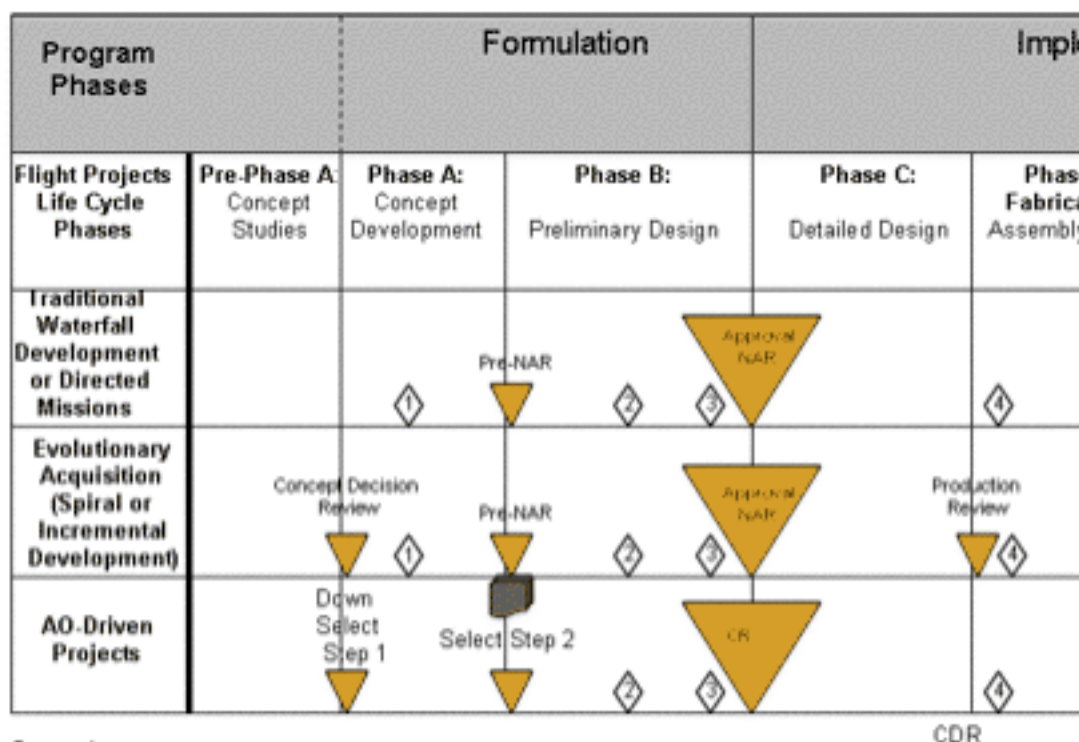 Program
Phases
Formulation
Flight Projects
Life Cycle
Phases
Pre-Phase A:
Concept
Studies
Phase A:
Concept
Development
Phase B:
Preliminary Design
Phase C:
Detailed Design
Assembly
Traditional
Waterfall
Development
or Directed
Missions
1
Pre-NAR
2
3
Approval
NAR
4
Evolutionary
Acquisition
(Spiral or
Incremental
Development)
Concept Decision
Review
1
Pre-NAR
2
3
Approval
NAR
Production
Review
4
AO-Driven
Projects
Down
Select
Step 1
Select Step 2
2
3
4
CDR